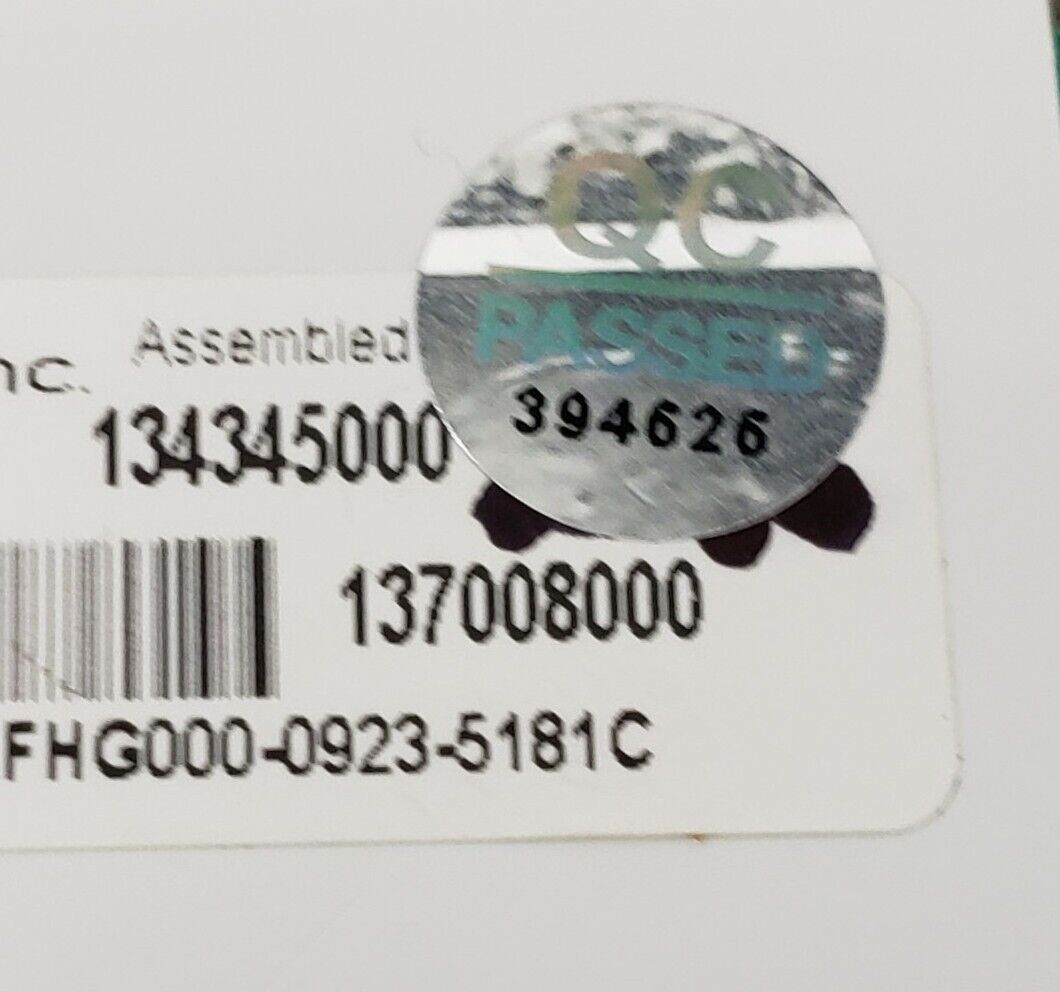 QC
PASSED
394626
nc. Assembled
134345000
137008000
FHG000-0923-5181C